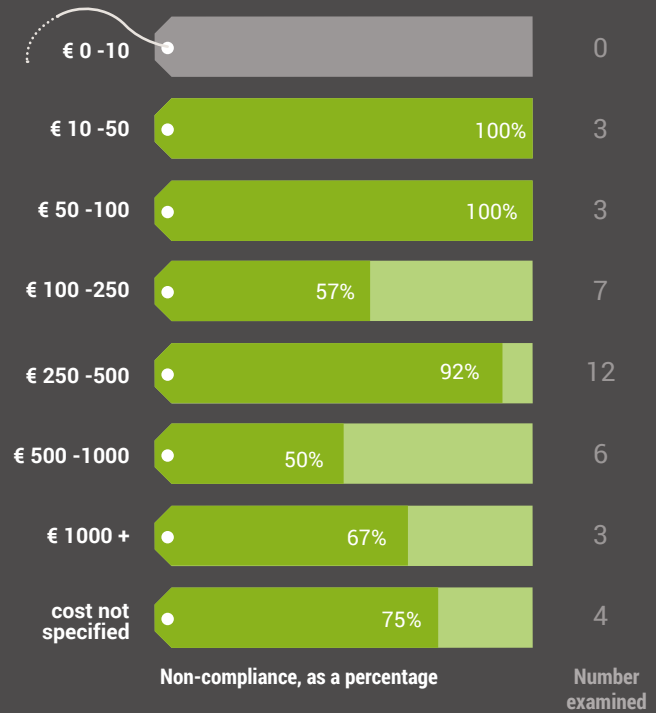 € 0 -10 0
€ 10 -50 100% 3
€ 50 -100 100% 3
€ 100 -250 57% 7
€ 250 -500 92% 12
€ 500 -1000 50% 6
€ 1000 + 67% 3
cost not
specified 75% 4
Non-compliance, as a percentage Number
examined